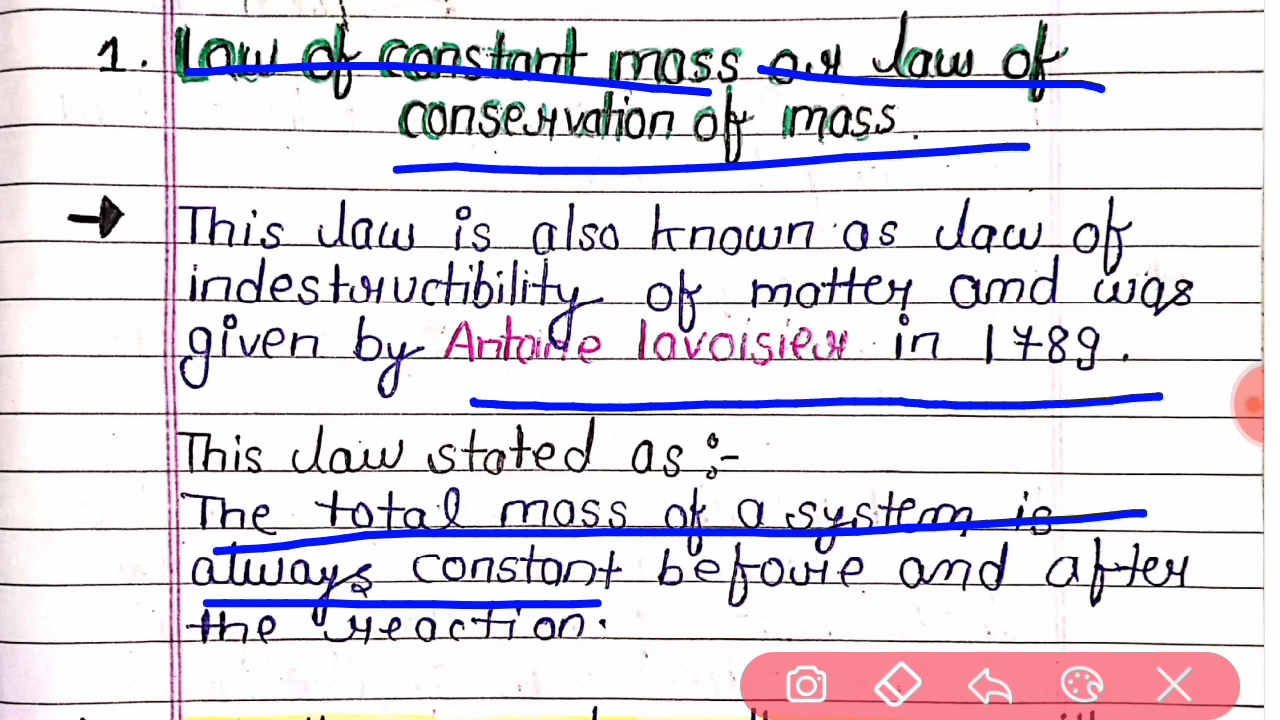 1. Law of constant mass or law of
conservation of mass.
→ This law is also known as law of
indestructibility of matter and was
given by Antoine lavoisier in 1789.
This law stated as :-
The total mass of a system is
always constant before and after
the reaction.